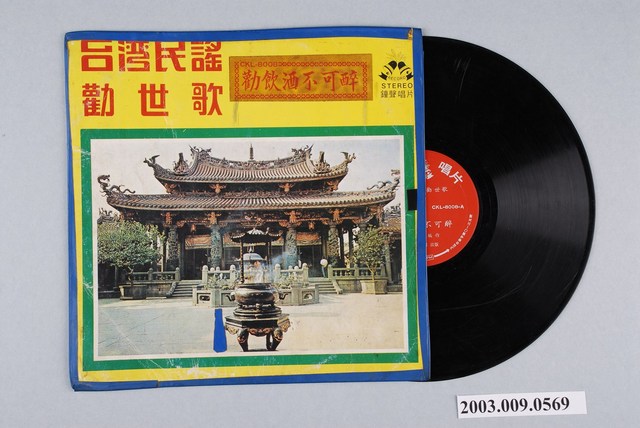 台湾民謠
勸世歌
CKL-8008
勸飲酒不可醉
STEREO
鐘聲唱片
唱片
勸世歌
CKL-8008-A
不可醉
2003.009.0569